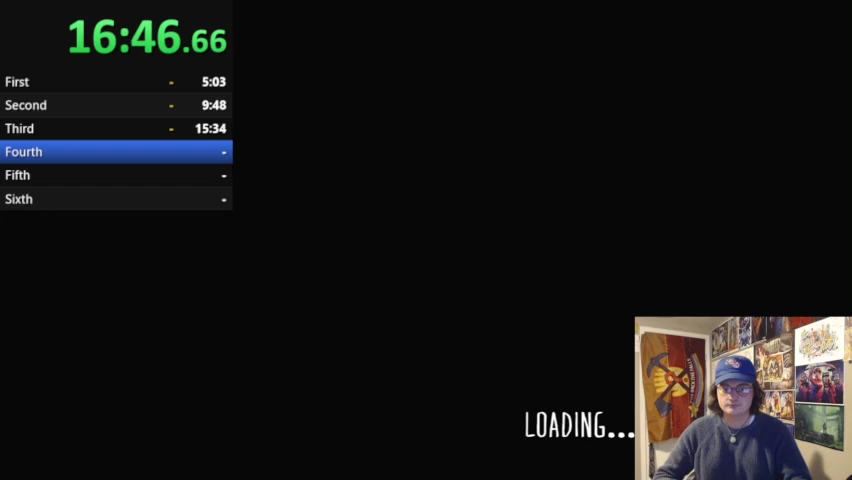 16:46.66
First - 5:03
Second - 9:48
Third - 15:34
Fourth -
Fifth -
Sixth -
LOADING...